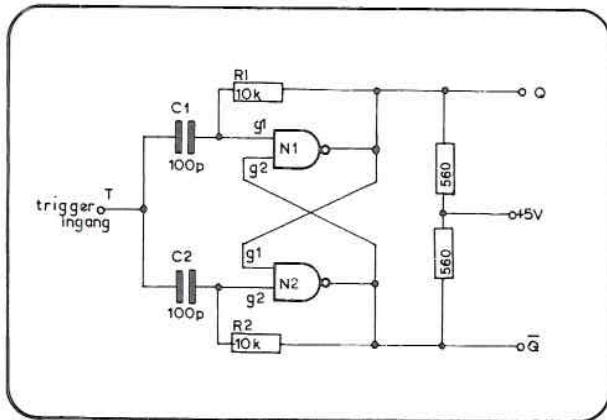 R1
10k
Q
C1
100p
g1
N1
g2
560
T
trigger
ingang
+5V
g1
N2
g2
560
C2
100p
R2
10k
Q̅